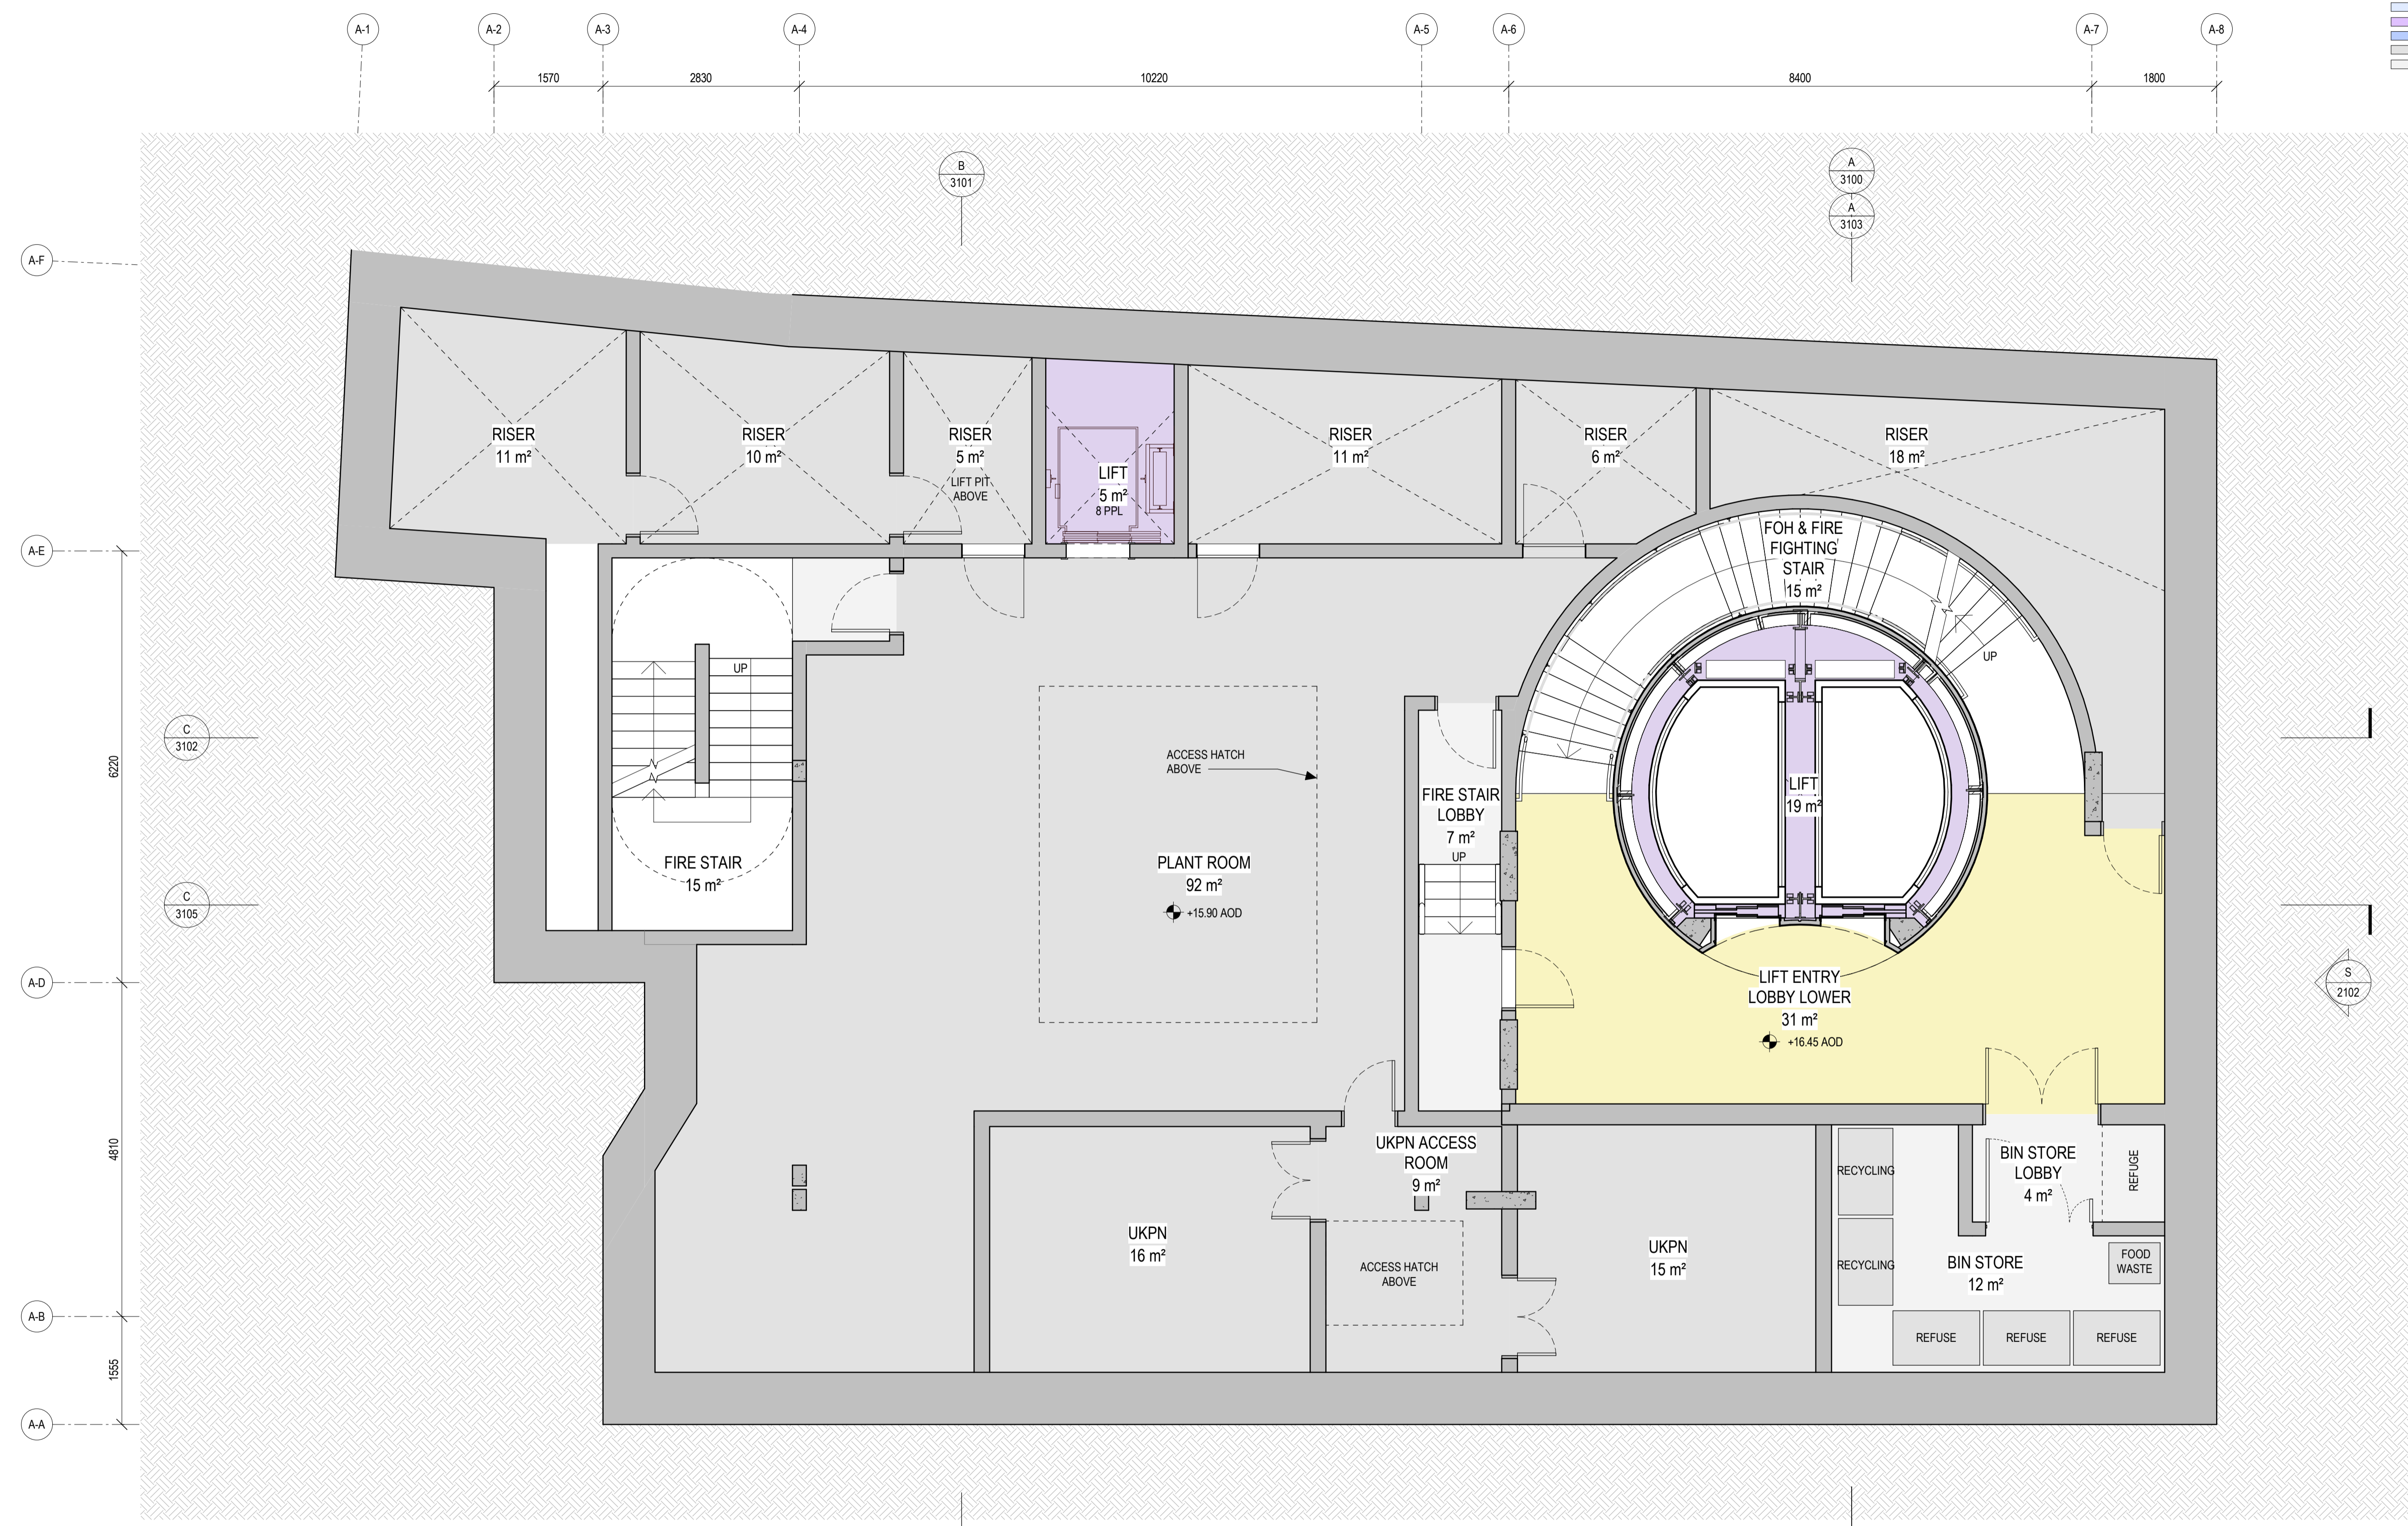 A-1
A-2
A-3
A-4
A-5
A-6
A-7
A-8
1570
2830
10220
8400
1800
B
3101
A
3100
A
3103
A-F
A-E
A-D
A-B
A-A
6220
4810
1555
C
3102
C
3105
S
2102
RISER
11 m²
RISER
10 m²
RISER
5 m²
LIFT PIT
ABOVE
LIFT
5 m²
8 PPL
RISER
11 m²
RISER
6 m²
RISER
18 m²
FOH & FIRE
FIGHTING
STAIR
15 m²
UP
UP
ACCESS HATCH
ABOVE
LIFT
19 m²
FIRE STAIR
LOBBY
7 m²
UP
FIRE STAIR
15 m²
PLANT ROOM
92 m²
+15.90 AOD
LIFT ENTRY
LOBBY LOWER
31 m²
+16.45 AOD
UKPN ACCESS
ROOM
9 m²
RECYCLING
BIN STORE
LOBBY
4 m²
REFUGE
UKPN
16 m²
ACCESS HATCH
ABOVE
UKPN
15 m²
RECYCLING
BIN STORE
12 m²
FOOD
WASTE
REFUSE
REFUSE
REFUSE